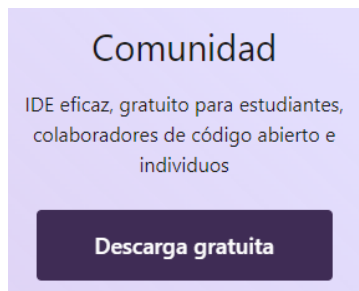 Comunidad
IDE eficaz, gratuito para estudiantes,
colaboradores de código abierto e
individuos
Descarga gratuita